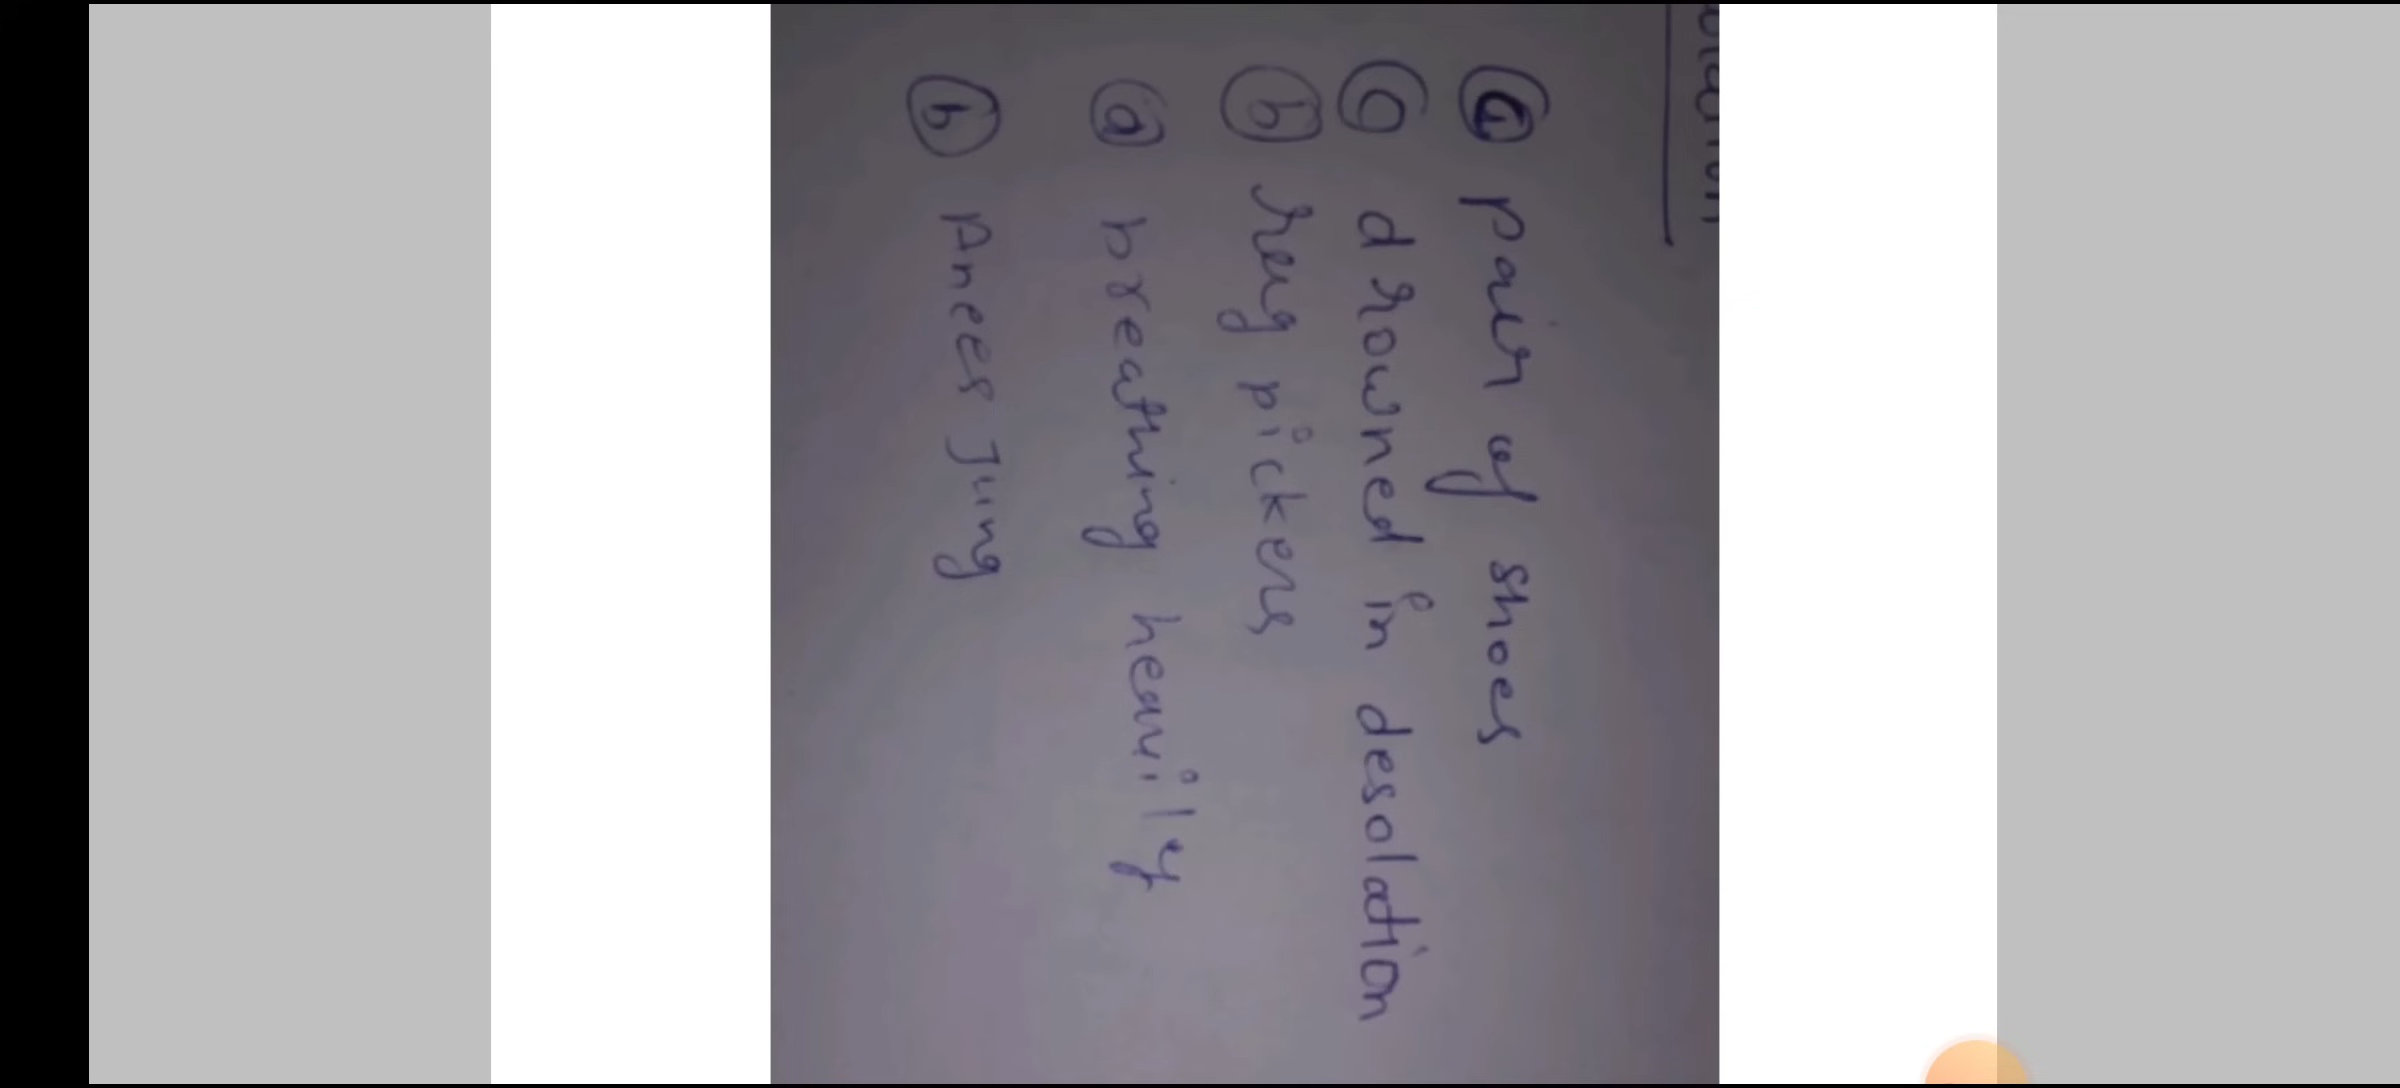 (a) pair of shoes
(c) drowned in desolation
(b) rag pickers
(a) breathing heavily
(b) Anees Jung